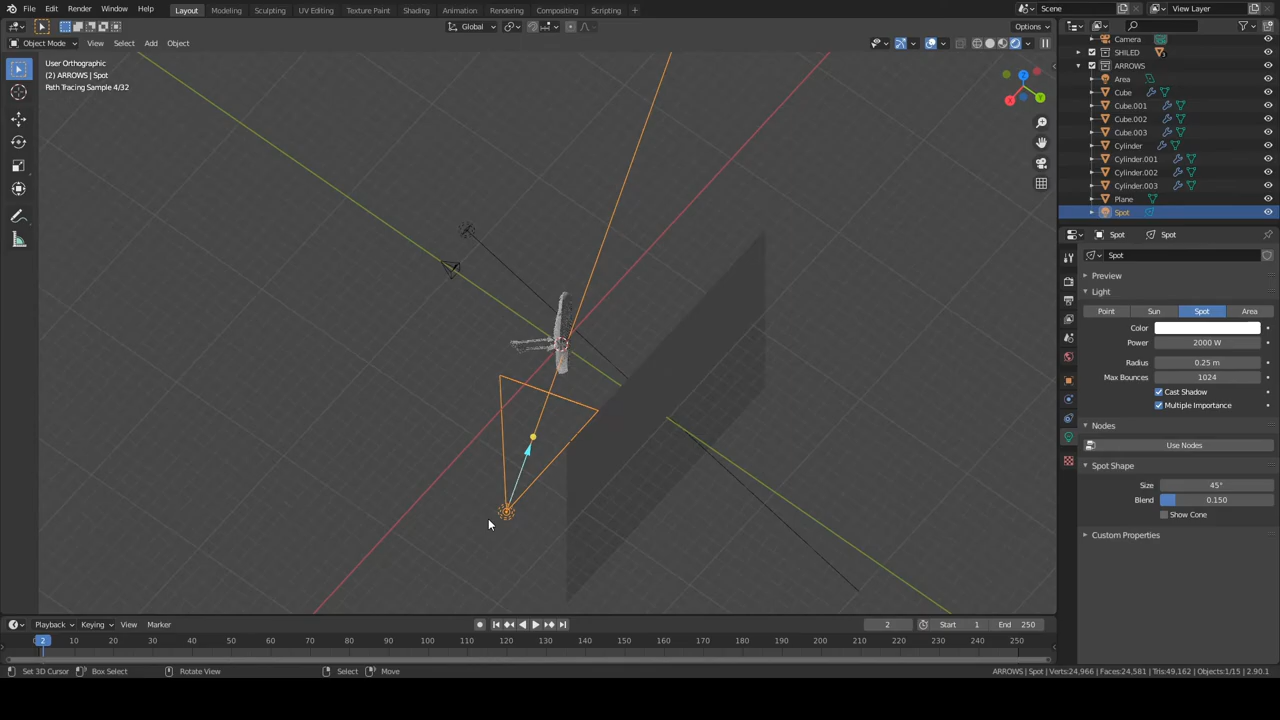 File Edit Render Window Help Layout Modeling Sculpting UV Editing Texture Paint Shading Animation Rendering Compositing Scripting + Scene View Layer
Global Options
Object Mode View Select Add Object
User Orthographic
(2) ARROWS | Spot
Path Tracing Sample 4/32
X
Y
Z
Camera
SHILED
ARROWS
Area
Cube
Cube.001
Cube.002
Cube.003
Cylinder
Cylinder.001
Cylinder.002
Cylinder.003
Plane
Spot
Spot Spot
Spot
Preview
Light
Point Sun Spot Area
Color
Power 2000 W
Radius 0.25 m
Max Bounces 1024
Cast Shadow
Multiple Importance
Nodes
Use Nodes
Spot Shape
Size 45°
Blend 0.150
Show Cone
Custom Properties
Playback Keying View Marker 2 Start 1 End 250
2 10 20 30 40 50 60 70 80 90 100 110 120 130 140 150 160 170 180 190 200 210 220 230 240 250
Set 3D Cursor Box Select Rotate View Select Move ARROWS | Spot | Verts:24,966 | Faces:24,581 | Tris:49,162 | Objects:1/15 | 2.90.1